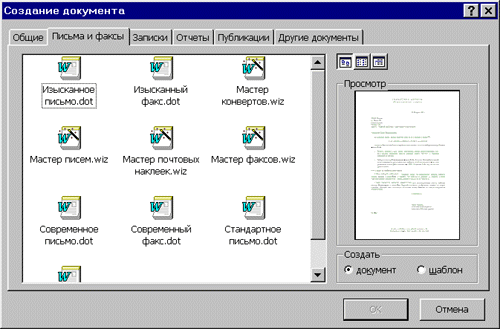 Создание документа
Общие Письма и факсы Записки Отчеты Публикации Другие документы
Изысканное письмо.dot
Изысканный факс.dot
Мастер конвертов.wiz
Мастер писем.wiz
Мастер почтовых наклеек.wiz
Мастер факсов.wiz
Современное письмо.dot
Современный факс.dot
Стандартное письмо.dot
Просмотр
Создать
документ шаблон
ОК Отмена